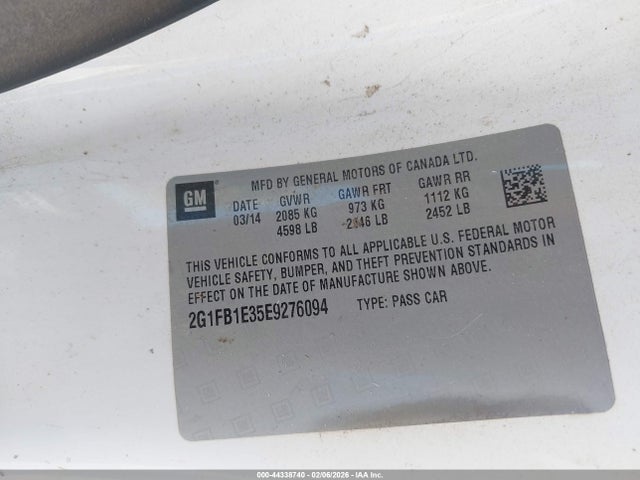 GM
MFD BY GENERAL MOTORS OF CANADA LTD.
DATE GVWR GAWR FRT GAWR RR
03/14 2085 KG 973 KG 1112 KG
4598 LB 2146 LB 2452 LB
THIS VEHICLE CONFORMS TO ALL APPLICABLE U.S. FEDERAL MOTOR
VEHICLE SAFETY, BUMPER, AND THEFT PREVENTION STANDARDS IN
EFFECT ON THE DATE OF MANUFACTURE SHOWN ABOVE.
2G1FB1E35E9276094 TYPE: PASS CAR
000-44338740 - 02/06/2026 - IAA Inc.